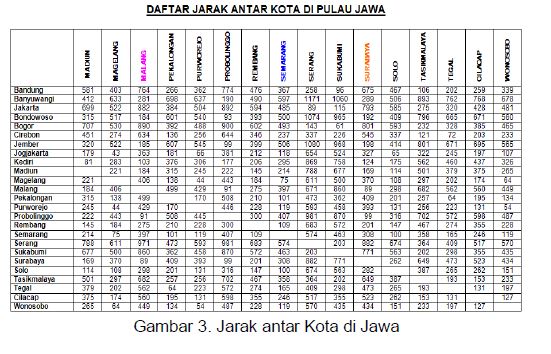 DAFTAR JARAK ANTAR KOTA DI PULAU JAWA
MADIUN MAGELANG MALANG PEKALONGAN PURWOREJO PROBOLINGO REMBANG SEMARANG SERANG SUKABUMI SURABAYA SOLO TASIKMALAYA TEGAL CILACAP WONOSOBO
Bandung 581 403 764 266 362 774 476 367 258 96 675 467 106 202 259 339
Banyuwangi 412 633 281 698 637 190 490 597 1171 1060 289 506 893 762 768 678
Jakarta 699 522 882 384 504 892 594 485 89 115 793 585 276 320 428 481
Bondowoso 315 517 184 601 540 93 393 500 1074 965 192 409 796 665 671 560
Bogor 707 530 890 392 488 900 602 493 143 61 801 593 232 328 385 465
Cirebon 451 274 634 136 256 644 346 237 337 226 545 337 121 72 203 233
Jember 320 522 185 607 545 99 399 506 1080 968 198 414 801 671 695 565
Jogjakarta 179 43 363 181 66 381 212 118 654 524 327 65 322 245 197 107
Kediri 81 283 103 376 306 177 206 295 869 758 124 175 562 460 437 326
Madiun 221 184 315 245 222 145 214 788 677 169 114 501 379 375 265
Magelang 221 406 138 44 443 184 75 611 500 370 108 297 202 174 64
Malang 184 406 499 429 91 275 397 971 860 89 298 682 562 560 449
Pekalongan 315 138 499 170 508 210 101 473 362 409 201 257 64 195 134
Purworejo 245 44 429 170 446 228 119 593 458 393 131 256 223 131 54
Probolinggo 222 443 91 508 445 300 407 981 870 99 316 702 572 598 487
Rembang 145 184 275 210 228 300 109 683 572 201 147 467 274 355 228
Semarang 214 75 397 101 119 407 109 574 463 308 100 358 165 246 119
Serang 788 611 971 473 593 981 683 574 203 882 674 364 409 517 570
Sukabumi 677 500 860 362 458 870 572 463 203 771 563 202 298 355 435
Surabaya 169 370 89 409 393 99 201 308 882 771 262 649 473 523 434
Solo 114 108 298 201 131 316 147 100 674 563 282 387 265 262 151
Tasikmalaya 501 297 682 257 256 702 467 358 364 202 649 387 193 153 233
Tegal 379 202 562 64 223 572 274 165 409 298 473 265 193 131 197
Cilacap 375 174 560 195 131 598 355 246 517 355 523 262 153 131 127
Wonosobo 265 64 449 134 54 487 228 119 570 435 434 151 233 197 127
Gambar 3. Jarak antar Kota di Jawa